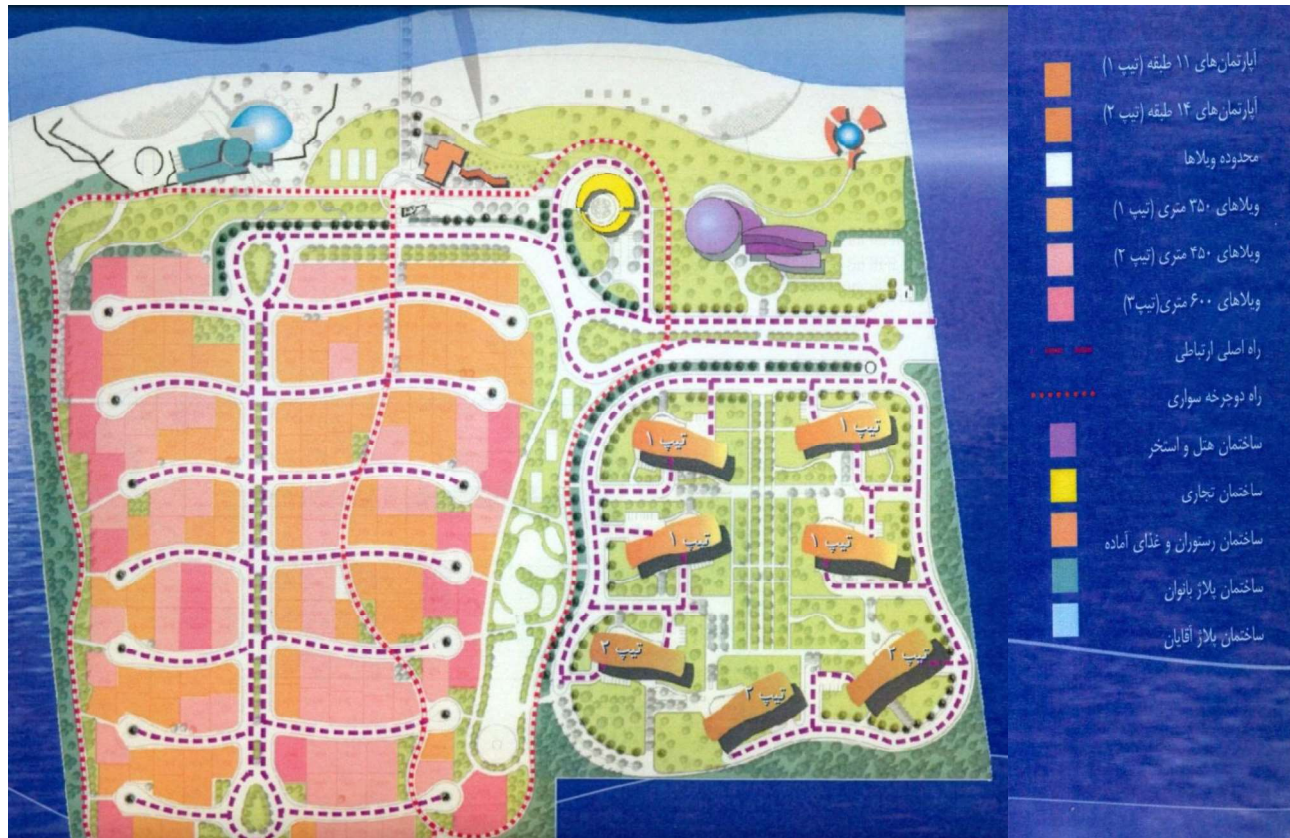 آپارتمان‌های ۱۱ طبقه (تیپ ۱)
آپارتمان‌های ۱۴ طبقه (تیپ ۲)
محدوده ویلاها
ویلاهای ۳۵۰ متری (تیپ ۱)
ویلاهای ۴۵۰ متری (تیپ ۲)
ویلاهای ۶۰۰ متری(تیپ۳)
راه اصلی ارتباطی
راه دوچرخه سواری
ساختمان هتل و استخر
ساختمان تجاری
ساختمان رستوران و غذای آماده
ساختمان پلاژ بانوان
ساختمان پلاژ آقایان
تیپ ۱
تیپ ۱
تیپ ۱
تیپ ۱
تیپ ۲
تیپ ۲
تیپ ۲